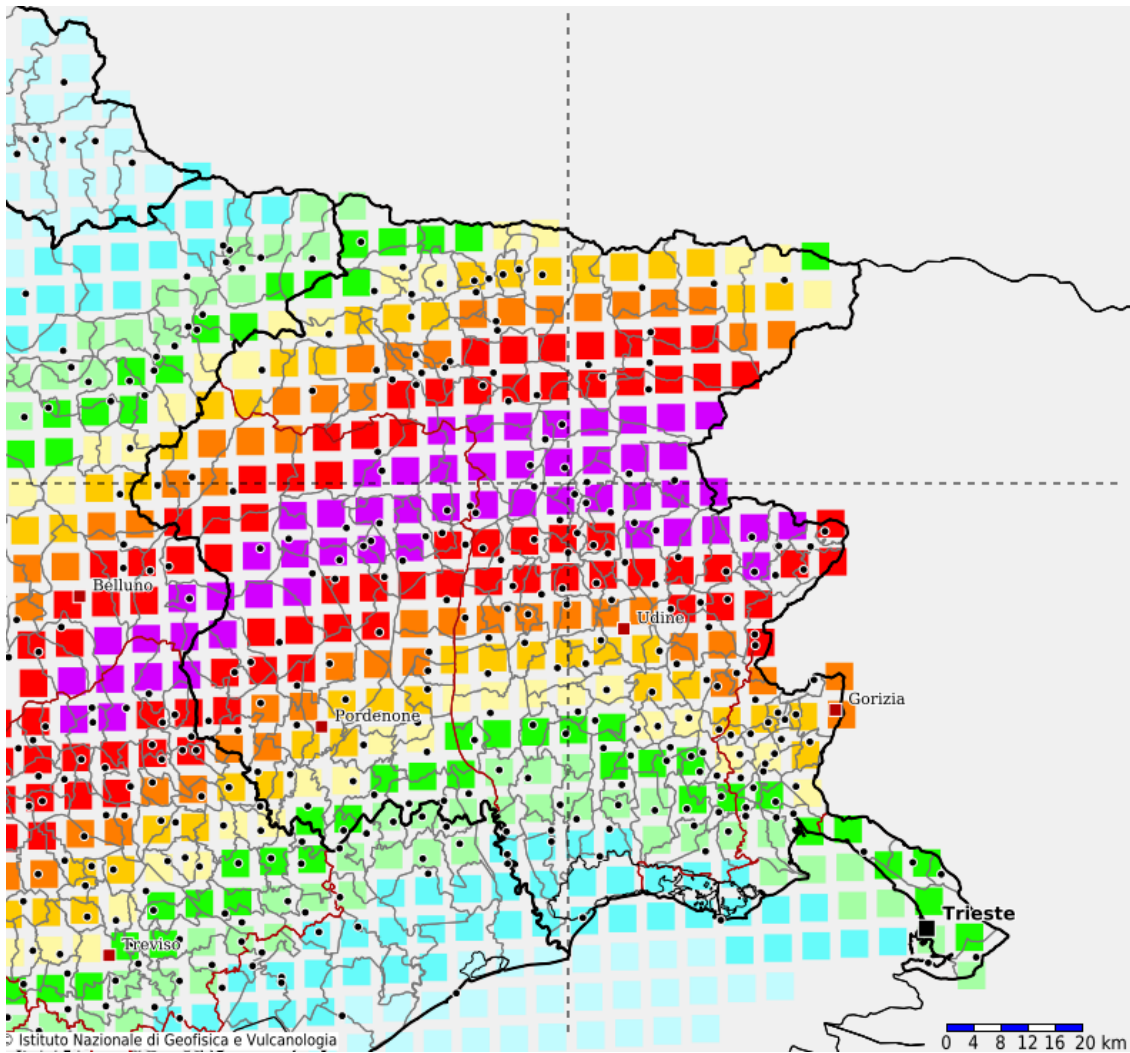 Belluno
Udine
Gorizia
Pordenone
Trieste
Treviso
© Istituto Nazionale di Geofisica e Vulcanologia
0 4 8 12 16 20 km